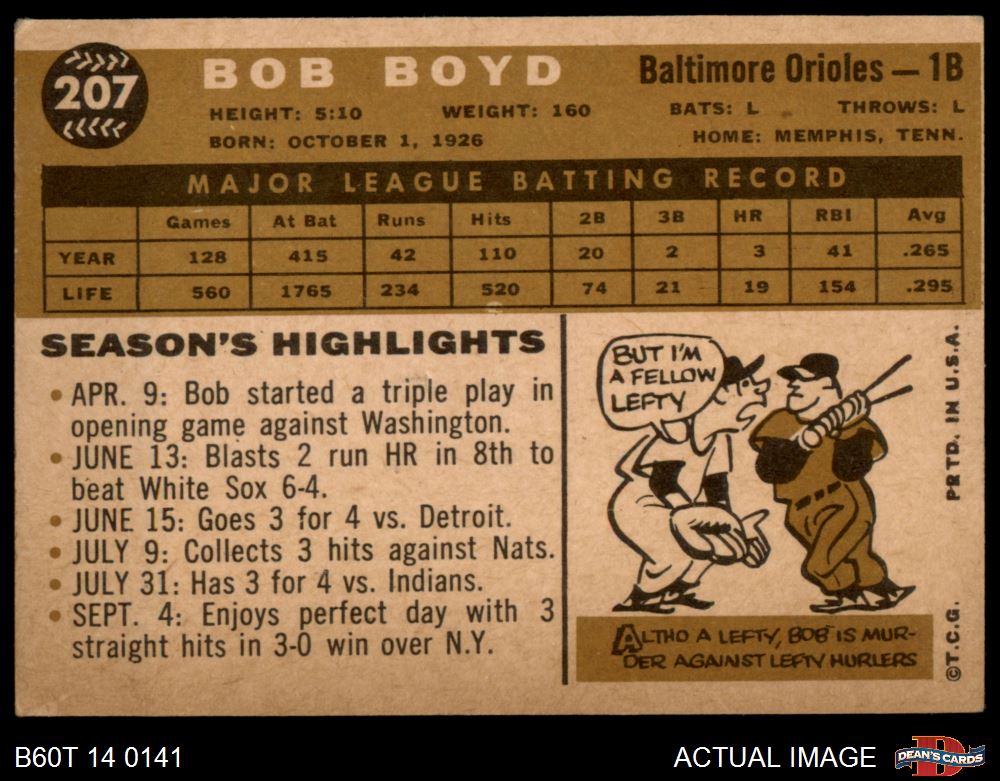 207
BOB BOYD
Baltimore Orioles — 1B
HEIGHT: 5:10 WEIGHT: 160 BATS: L THROWS: L
BORN: OCTOBER 1, 1926 HOME: MEMPHIS, TENN.
MAJOR LEAGUE BATTING RECORD
Games At Bat Runs Hits 2B 3B HR RBI Avg
YEAR 128 415 42 110 20 2 3 41 .265
LIFE 560 1765 234 520 74 21 19 154 .295
SEASON'S HIGHLIGHTS
• APR. 9: Bob started a triple play in
opening game against Washington.
• JUNE 13: Blasts 2 run HR in 8th to
beat White Sox 6-4.
• JUNE 15: Goes 3 for 4 vs. Detroit.
• JULY 9: Collects 3 hits against Nats.
• JULY 31: Has 3 for 4 vs. Indians.
• SEPT. 4: Enjoys perfect day with 3
straight hits in 3-0 win over N.Y.
BUT I'M
A FELLOW
LEFTY
ALTHO A LEFTY, BOB IS MUR-
DER AGAINST LEFTY HURLERS
©T.C.G. PRTD. IN U.S.A.
B60T 14 0141
ACTUAL IMAGE
D
DEAN'S CARDS